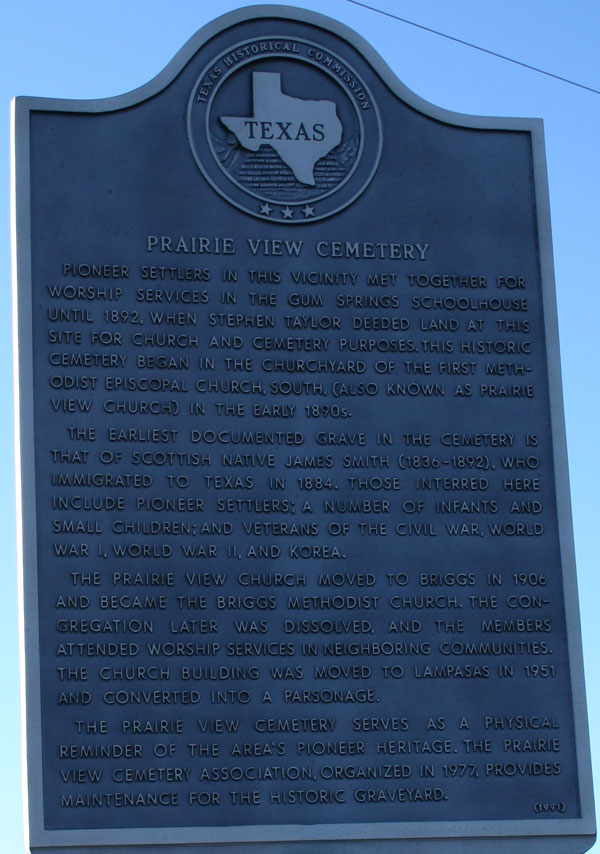 TEXAS HISTORICAL COMMISSION
TEXAS
PRAIRIE VIEW CEMETERY
PIONEER SETTLERS IN THIS VICINITY MET TOGETHER FOR
WORSHIP SERVICES IN THE GUM SPRINGS SCHOOLHOUSE
UNTIL 1892, WHEN STEPHEN TAYLOR DEEDED LAND AT THIS
SITE FOR CHURCH AND CEMETERY PURPOSES. THIS HISTORIC
CEMETERY BEGAN IN THE CHURCHYARD OF THE FIRST METH-
ODIST EPISCOPAL CHURCH, SOUTH, (ALSO KNOWN AS PRAIRIE
VIEW CHURCH) IN THE EARLY 1890s.
THE EARLIEST DOCUMENTED GRAVE IN THE CEMETERY IS
THAT OF SCOTTISH NATIVE JAMES SMITH (1836-1892), WHO
IMMIGRATED TO TEXAS IN 1884. THOSE INTERRED HERE
INCLUDE PIONEER SETTLERS; A NUMBER OF INFANTS AND
SMALL CHILDREN; AND VETERANS OF THE CIVIL WAR, WORLD
WAR I, WORLD WAR II, AND KOREA.
THE PRAIRIE VIEW CHURCH MOVED TO BRIGGS IN 1906
AND BECAME THE BRIGGS METHODIST CHURCH. THE CON-
GREGATION LATER WAS DISSOLVED, AND THE MEMBERS
ATTENDED WORSHIP SERVICES IN NEIGHBORING COMMUNITIES.
THE CHURCH BUILDING WAS MOVED TO LAMPASAS IN 1951
AND CONVERTED INTO A PARSONAGE.
THE PRAIRIE VIEW CEMETERY SERVES AS A PHYSICAL
REMINDER OF THE AREA'S PIONEER HERITAGE. THE PRAIRIE
VIEW CEMETERY ASSOCIATION, ORGANIZED IN 1977, PROVIDES
MAINTENANCE FOR THE HISTORIC GRAVEYARD.
(1991)